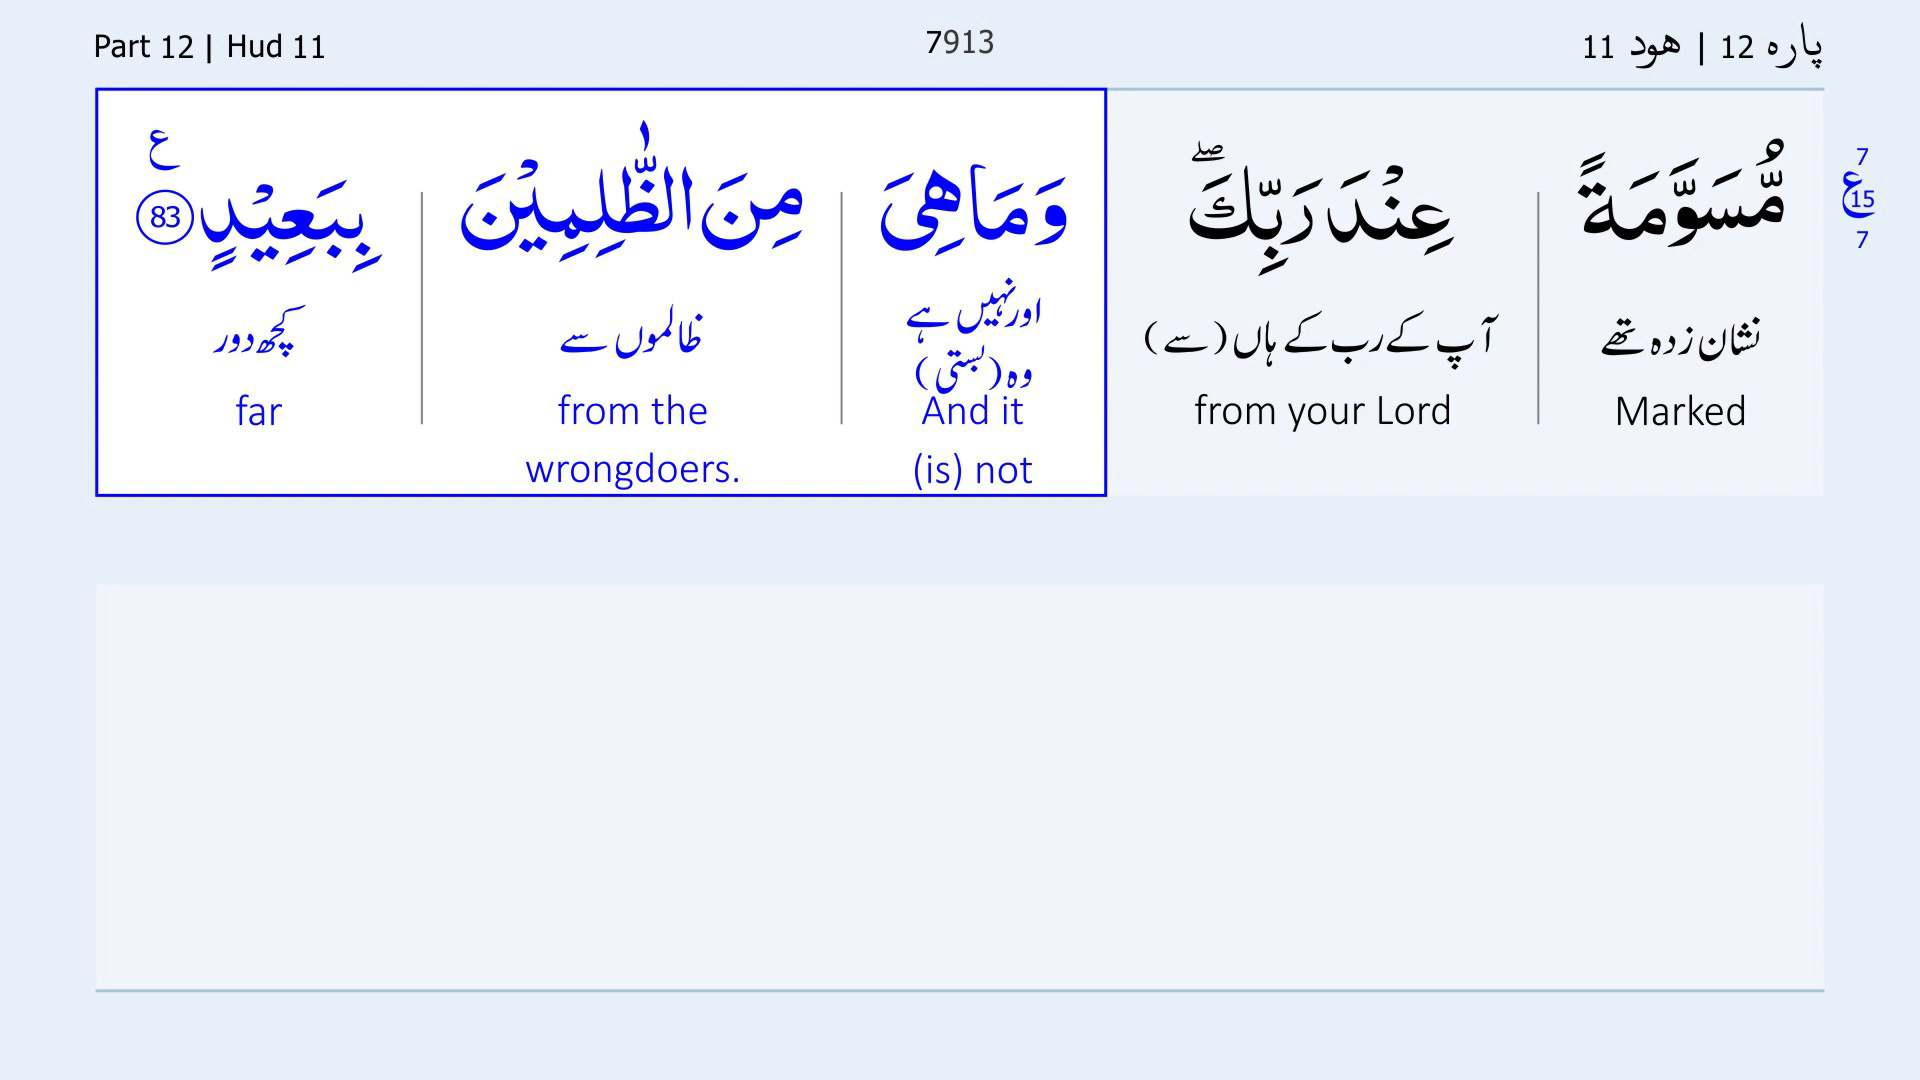 Part 12 | Hud 11
7913
پارہ 12 | ھود 11
مُّسَوَّمَةً عِنْدَ رَبِّكَ ۖ وَمَا هِىَ مِنَ الظّٰلِمِيْنَ بِبَعِيْدٍ 83 ع
نشان زدہ تھے آپ کے رب کے ہاں (سے) اور نہیں ہے ظالموں سے کچھ دور
وہ (بستی)
Marked from your Lord And it from the far
(is) not wrongdoers.
7
ع 15
7